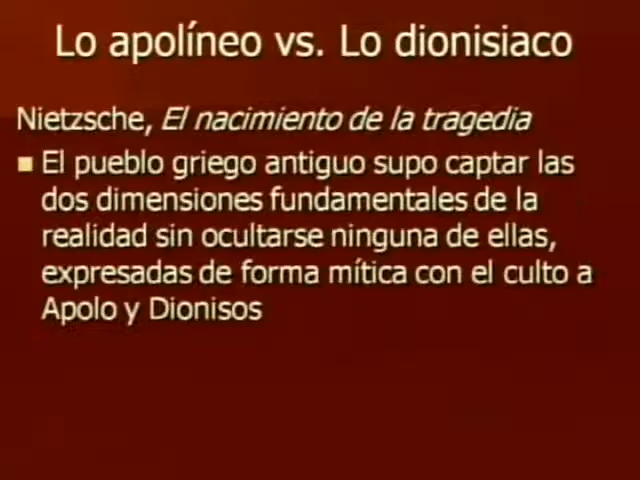 Lo apolíneo vs. Lo dionisiaco
Nietzsche, El nacimiento de la tragedia
El pueblo griego antiguo supo captar las
dos dimensiones fundamentales de la
realidad sin ocultarse ninguna de ellas,
expresadas de forma mítica con el culto a
Apolo y Dionisos